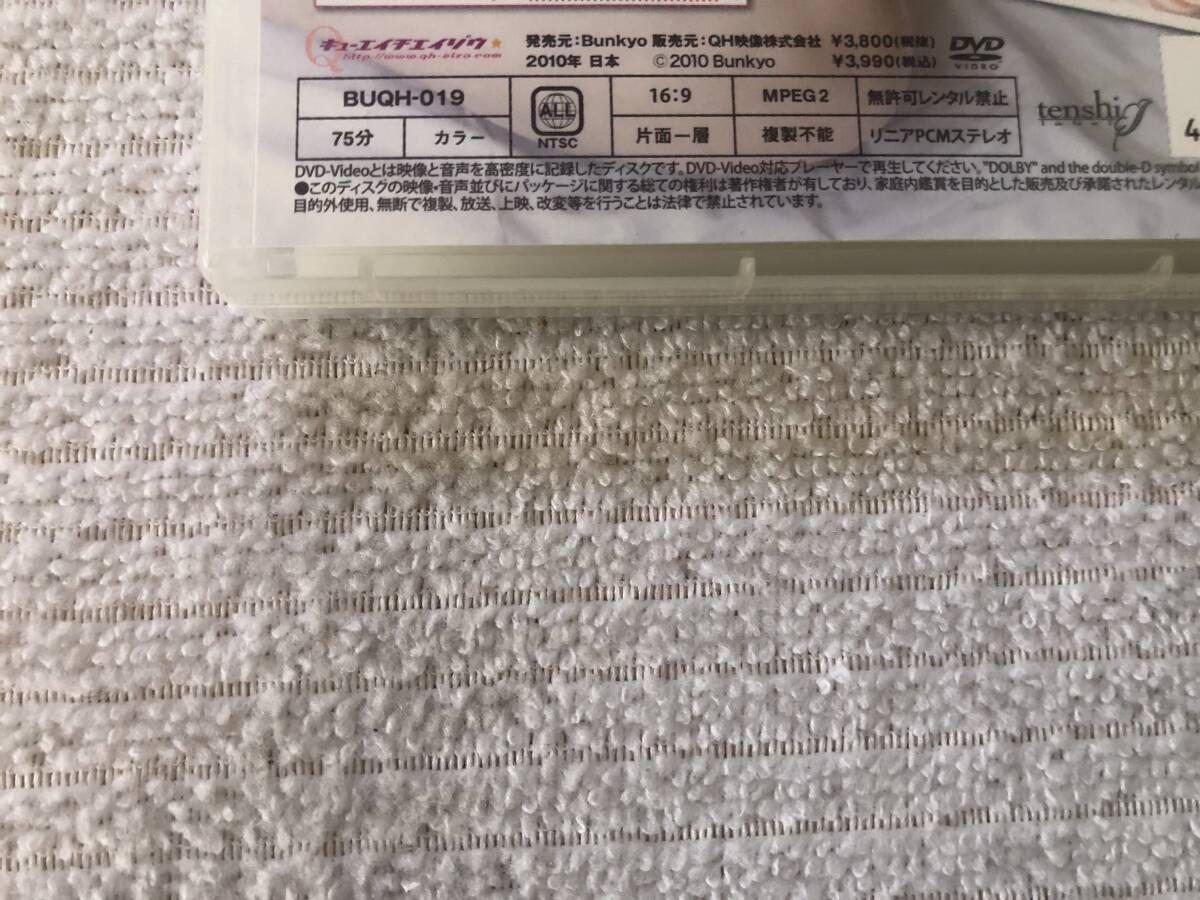 キューエイチエイゾウ★
http://www.qh-eizo.com
発売元：Bunkyo 販売元：QH映像株式会社 ¥3,800(税抜)
2010年 日本 ©2010 Bunkyo ¥3,990(税込)
DVD
VIDEO
BUQH-019
ALL
NTSC
16:9
MPEG2
無許可レンタル禁止
75分
カラー
片面一層
複製不能
リニアPCMステレオ
tenshi
4
DVD-Videoとは映像と音声を高密度に記録したディスクです。DVD-Video対応プレーヤーで再生してください。"DOLBY" and the double-D symbol
●このディスクの映像・音声並びにパッケージに関する総ての権利は著作権者が有しており、家庭内鑑賞を目的とした販売及び承諾されたレンタル
目的外使用、無断で複製、放送、上映、改変等を行うことは法律で禁止されています。